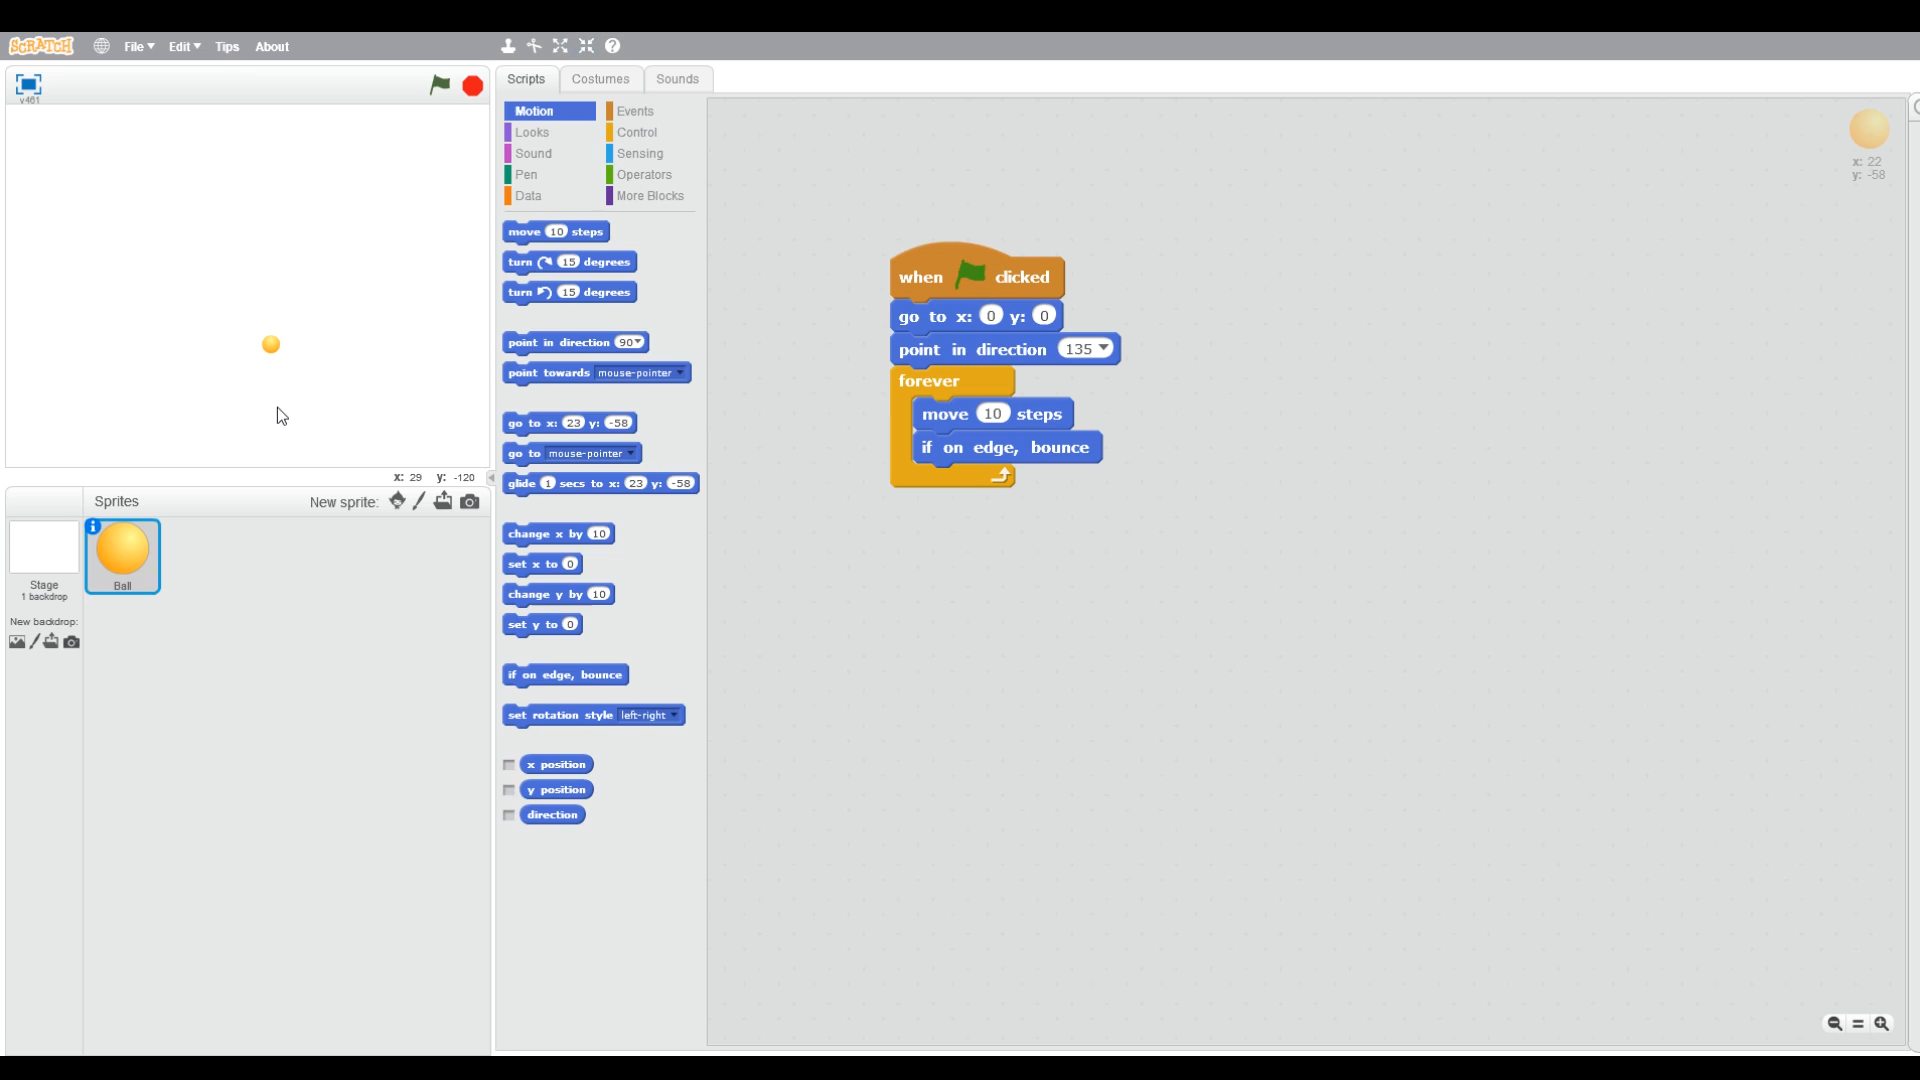 SCRATCH File Edit Tips About
v461
Scripts Costumes Sounds
Motion Events
Looks Control
Sound Sensing
Pen Operators
Data More Blocks
move 10 steps
turn 15 degrees
turn 15 degrees
point in direction 90
point towards mouse-pointer
go to x: 23 y: -58
go to mouse-pointer
glide 1 secs to x: 23 y: -58
change x by 10
set x to 0
change y by 10
set y to 0
if on edge, bounce
set rotation style left-right
x position
y position
direction
when clicked
go to x: 0 y: 0
point in direction 135
forever
move 10 steps
if on edge, bounce
x: 22
y: -58
x: 29 y: -120
Sprites New sprite:
Stage
1 backdrop
New backdrop:
Ball